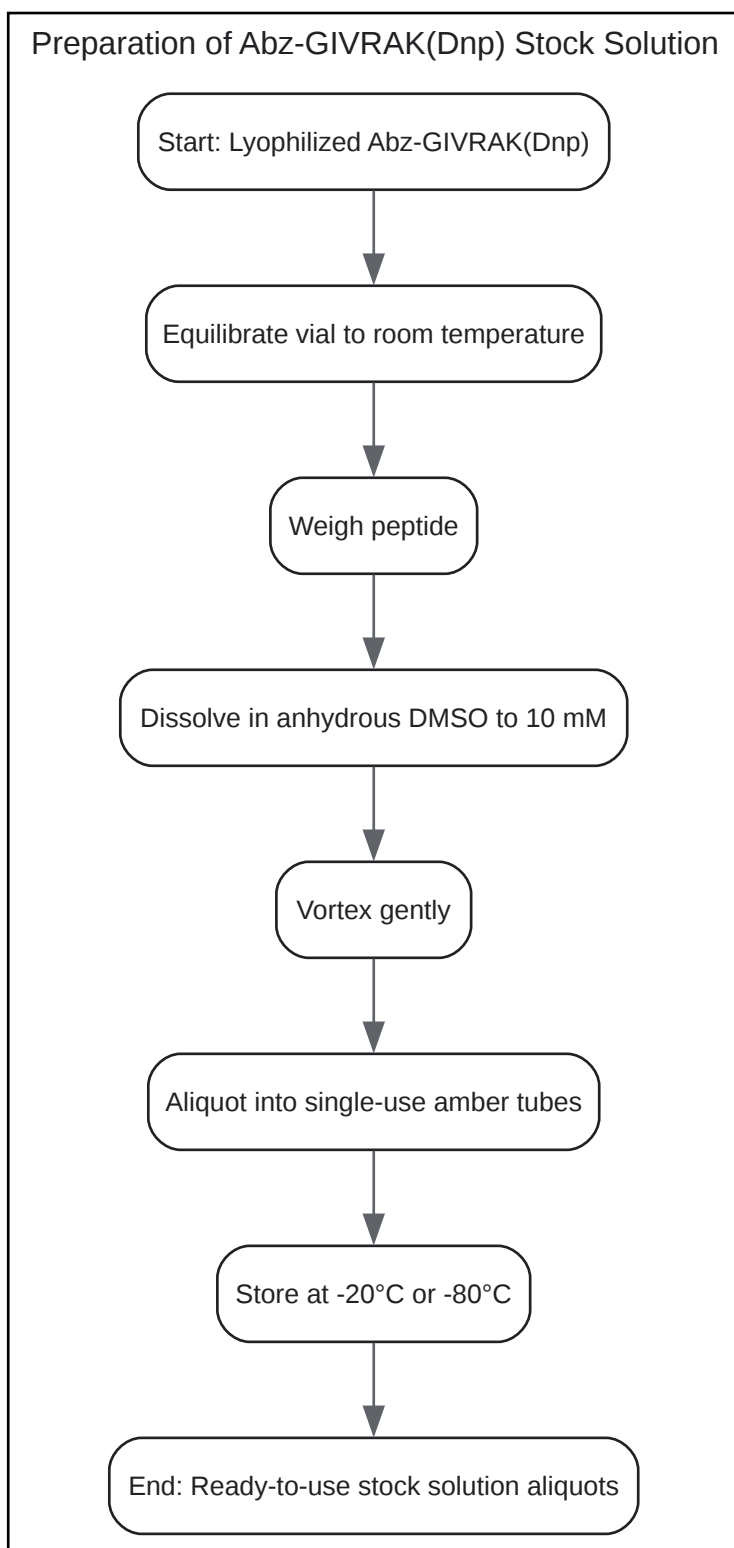 Preparation of Abz-GIVRAK(Dnp) Stock Solution
Start: Lyophilized Abz-GIVRAK(Dnp)
Equilibrate vial to room temperature
Weigh peptide
Dissolve in anhydrous DMSO to 10 mM
Vortex gently
Aliquot into single-use amber tubes
Store at -20°C or -80°C
End: Ready-to-use stock solution aliquots